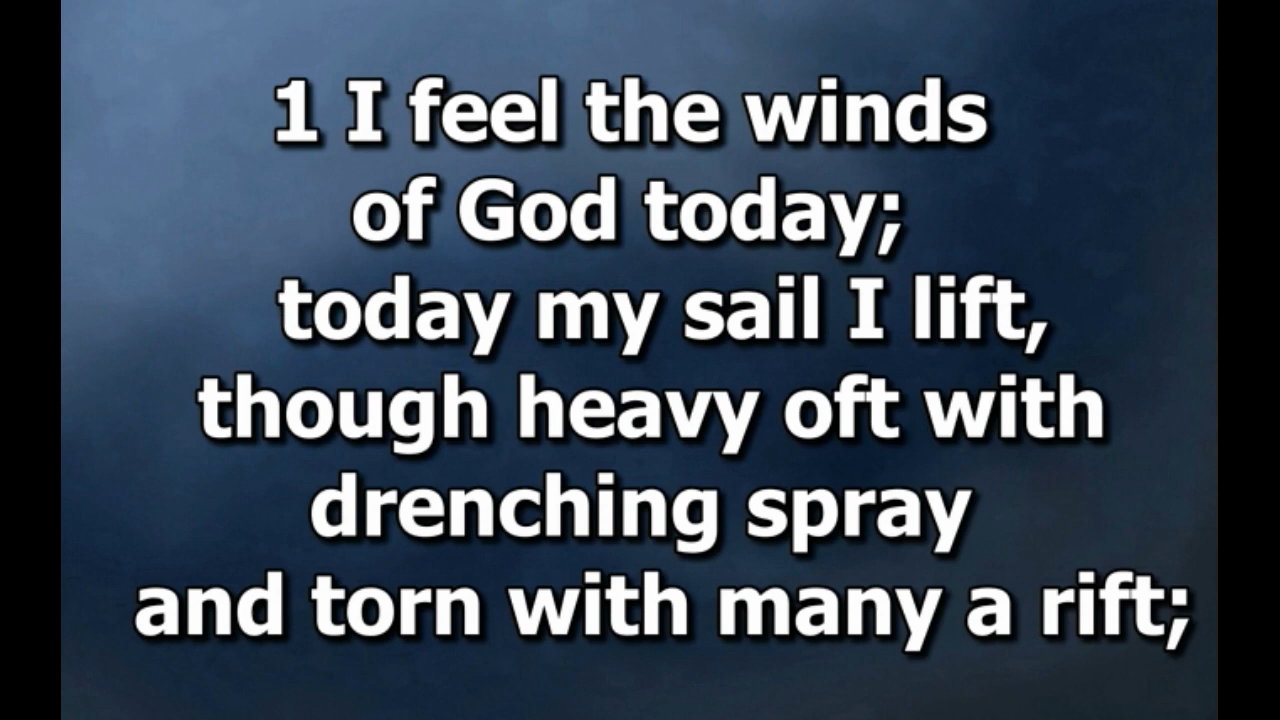 1 I feel the winds
of God today;
today my sail I lift,
though heavy oft with
drenching spray
and torn with many a rift;